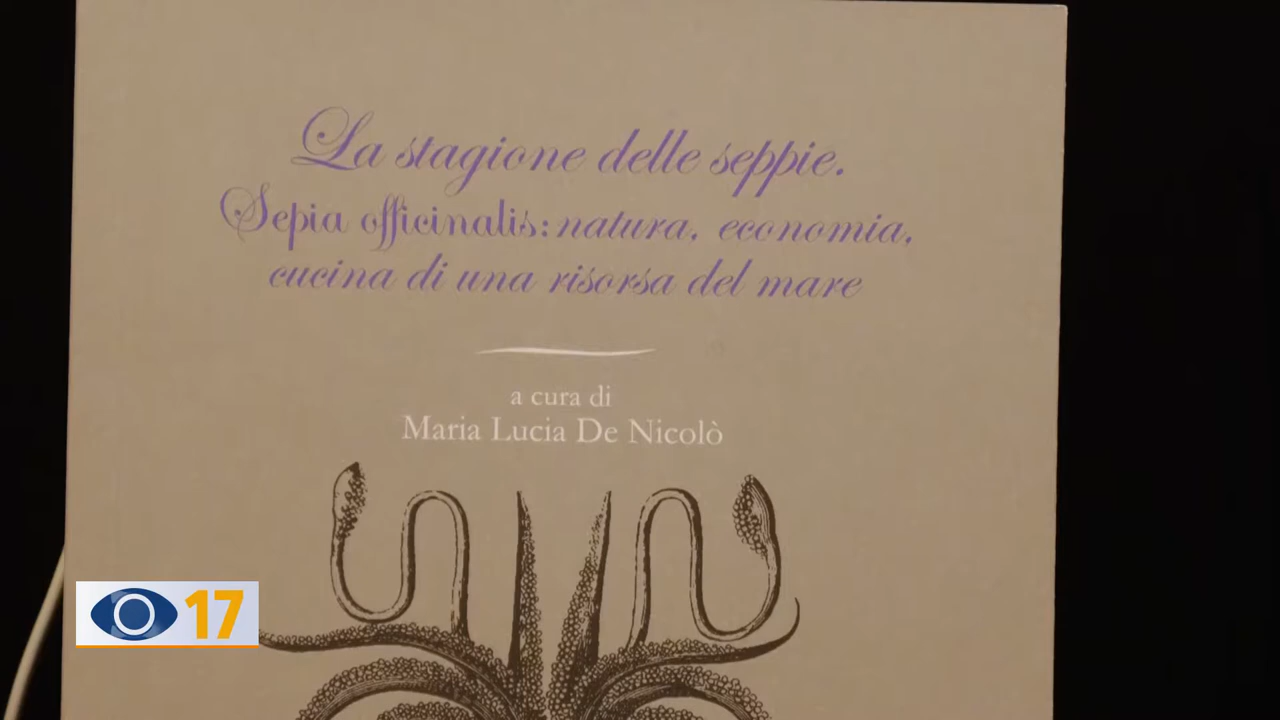 La stagione delle seppie.
Sepia officinalis: natura, economia,
cucina di una risorsa del mare
a cura di
Maria Lucia De Nicolò
17